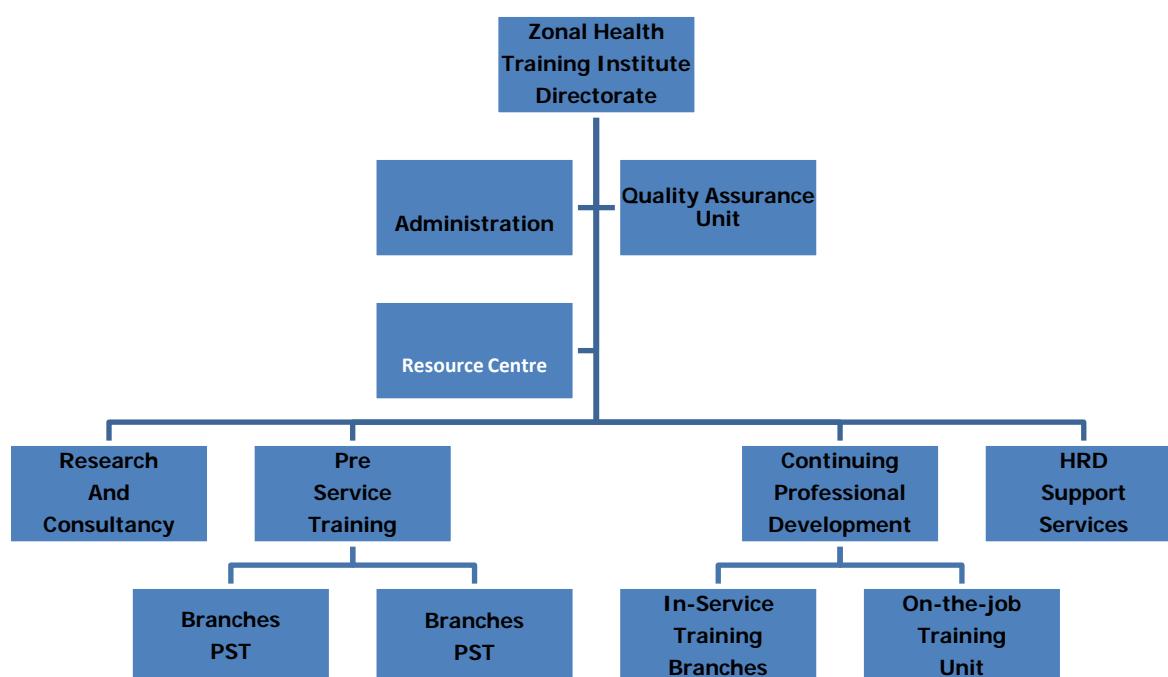 Zonal Health
Training Institute
Directorate
Administration
Quality Assurance
Unit
Resource Centre
Research
And
Consultancy
Pre
Service
Training
Continuing
Professional
Development
HRD
Support
Services
Branches
PST
Branches
PST
In-Service
Training
Branches
On-the-job
Training
Unit